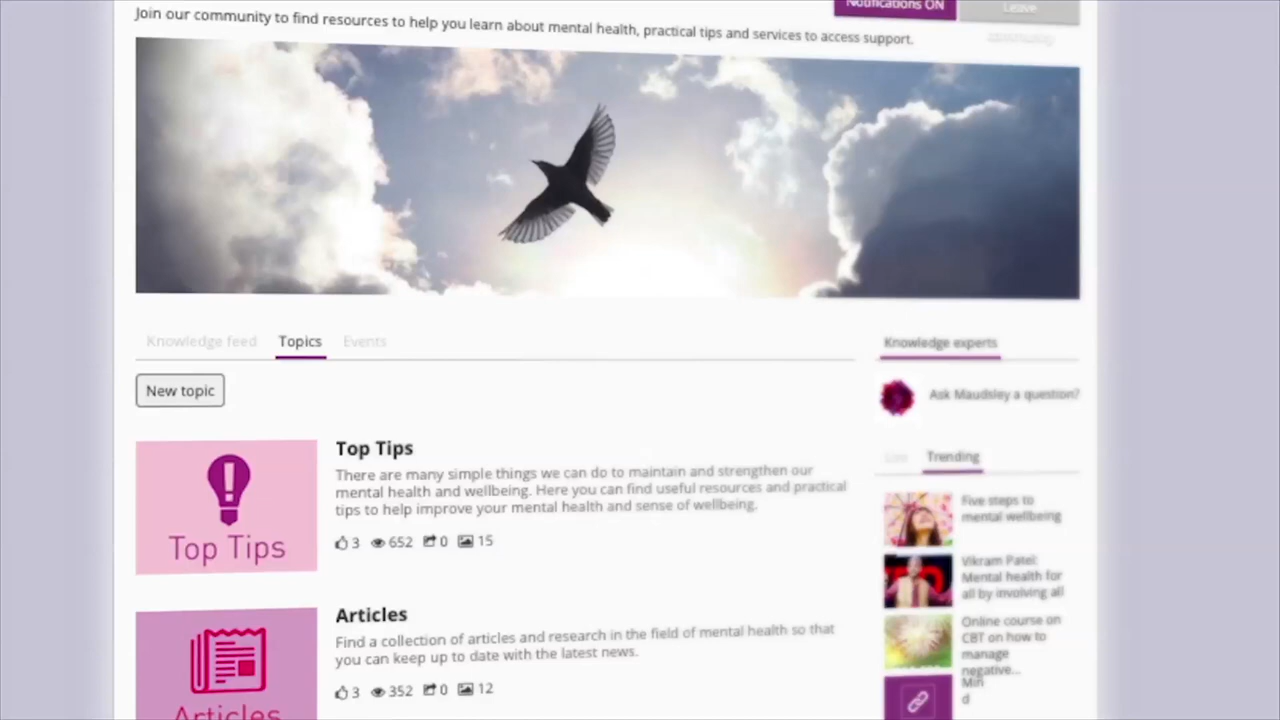 Notifications ON
Leave
Join our community to find resources to help you learn about mental health, practical tips and services to access support.
Knowledge feed
Topics
Events
New topic
Top Tips
Top Tips
There are many simple things we can do to maintain and strengthen our
mental health and wellbeing. Here you can find useful resources and practical
tips to help improve your mental health and sense of wellbeing.
3 652 0 15
Articles
Articles
Find a collection of articles and research in the field of mental health so that
you can keep up to date with the latest news.
3 352 0 12
Knowledge experts
Ask Maudsley a question?
Trending
Five steps to
mental wellbeing
Vikram Patel:
Mental health for
all by involving all
Online course on
CBT on how to
manage
negative...
Min
d